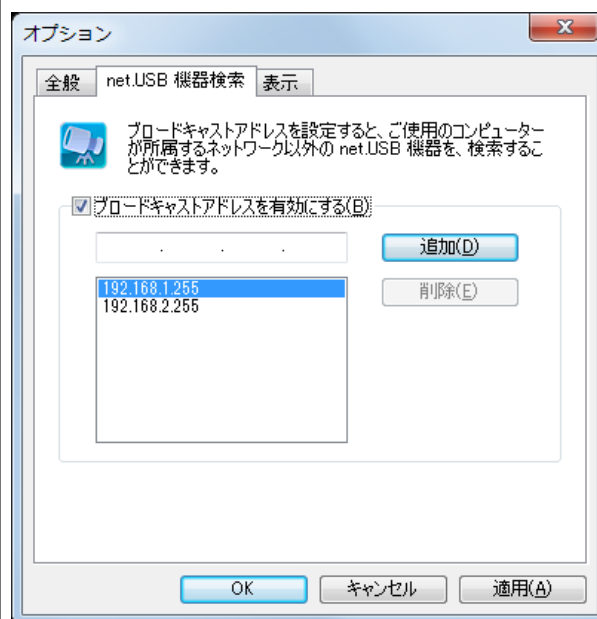 オプション
全般 net.USB 機器検索 表示
ブロードキャストアドレスを設定すると、ご使用のコンピューター
が所属するネットワーク以外の net.USB 機器を、検索するこ
とができます。
ブロードキャストアドレスを有効にする(B)
. . . 追加(D)
192.168.1.255 削除(E)
192.168.2.255
OK キャンセル 適用(A)